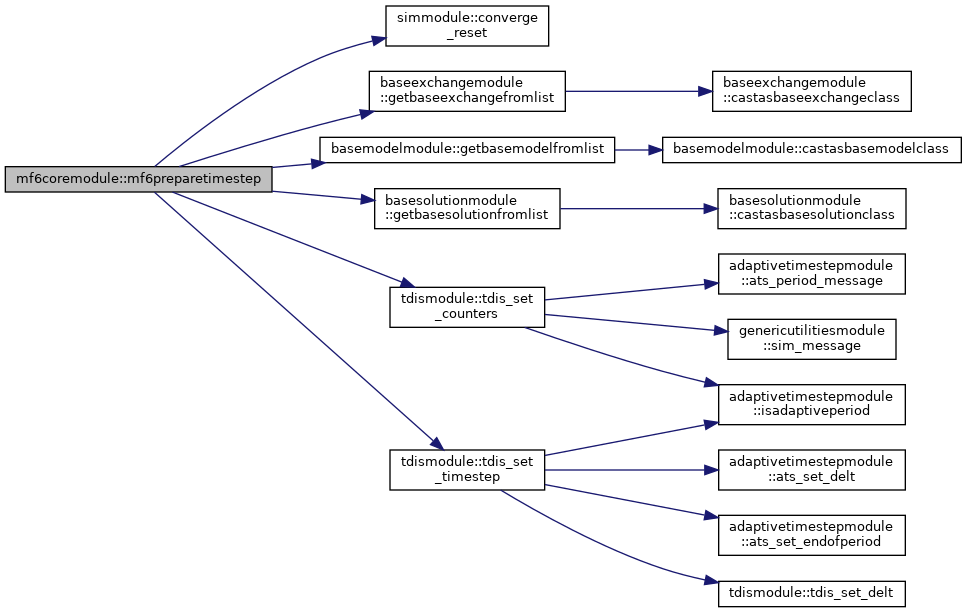 simmodule::converge
_reset
baseexchangemodule
::getbaseexchangefromlist
baseexchangemodule
::castasbaseexchangeclass
basemodelmodule::getbasemodelfromlist
basemodelmodule::castasbasemodelclass
mf6coremodule::mf6preparetimestep
basesolutionmodule
::getbasesolutionfromlist
basesolutionmodule
::castasbasesolutionclass
tdismodule::tdis_set
_counters
adaptivetimestepmodule
::ats_period_message
genericutilitiesmodule
::sim_message
adaptivetimestepmodule
::isadaptiveperiod
tdismodule::tdis_set
_timestep
adaptivetimestepmodule
::ats_set_delt
adaptivetimestepmodule
::ats_set_endofperiod
tdismodule::tdis_set_delt